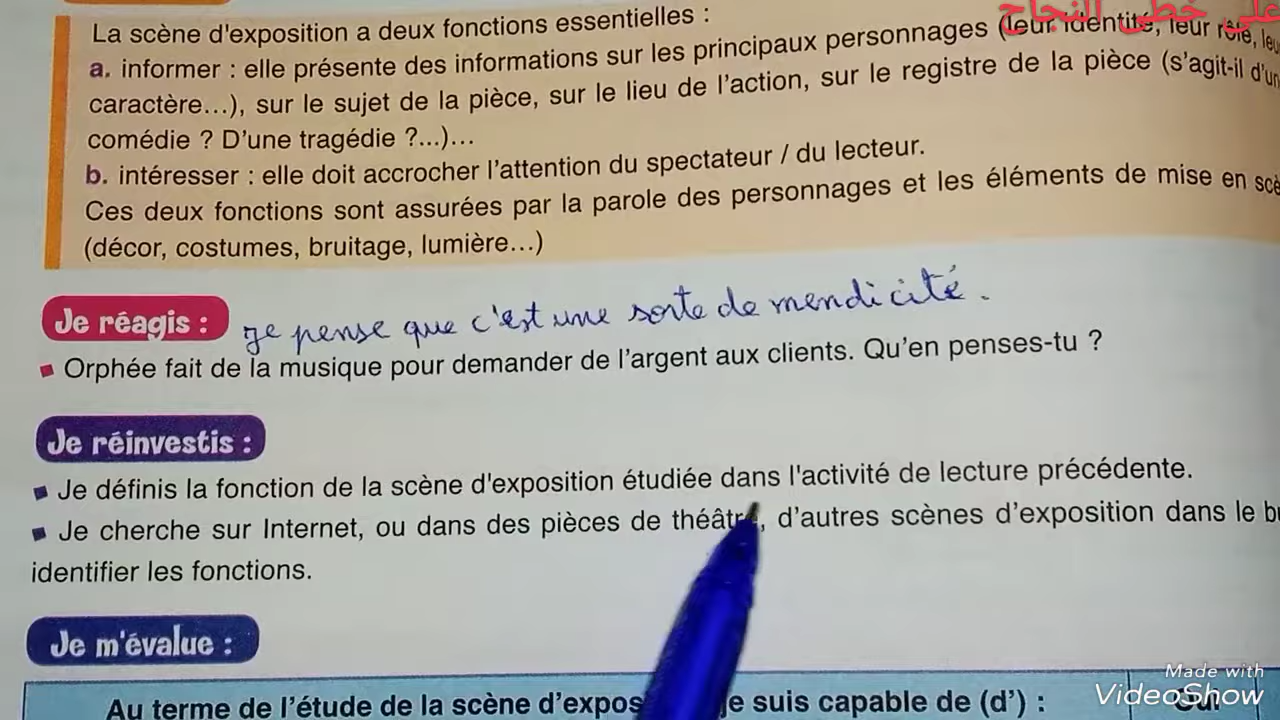 على خطى النجاح
La scène d'exposition a deux fonctions essentielles :
a. informer : elle présente des informations sur les principaux personnages (leur identité, leur rôle, leur
caractère...), sur le sujet de la pièce, sur le lieu de l'action, sur le registre de la pièce (s'agit-il d'un
comédie ? D'une tragédie ?...)...
b. intéresser : elle doit accrocher l'attention du spectateur / du lecteur.
Ces deux fonctions sont assurées par la parole des personnages et les éléments de mise en scè
(décor, costumes, bruitage, lumière...)
Je réagis : je pense que c'est une sorte de mendicité.
Orphée fait de la musique pour demander de l'argent aux clients. Qu'en penses-tu ?
Je réinvestis :
Je définis la fonction de la scène d'exposition étudiée dans l'activité de lecture précédente.
Je cherche sur Internet, ou dans des pièces de théâtre, d'autres scènes d'exposition dans le bu
identifier les fonctions.
Je m'évalue :
Au terme de l'étude de la scène d'expos je suis capable de (d') : Oui
Made with
VideoShow